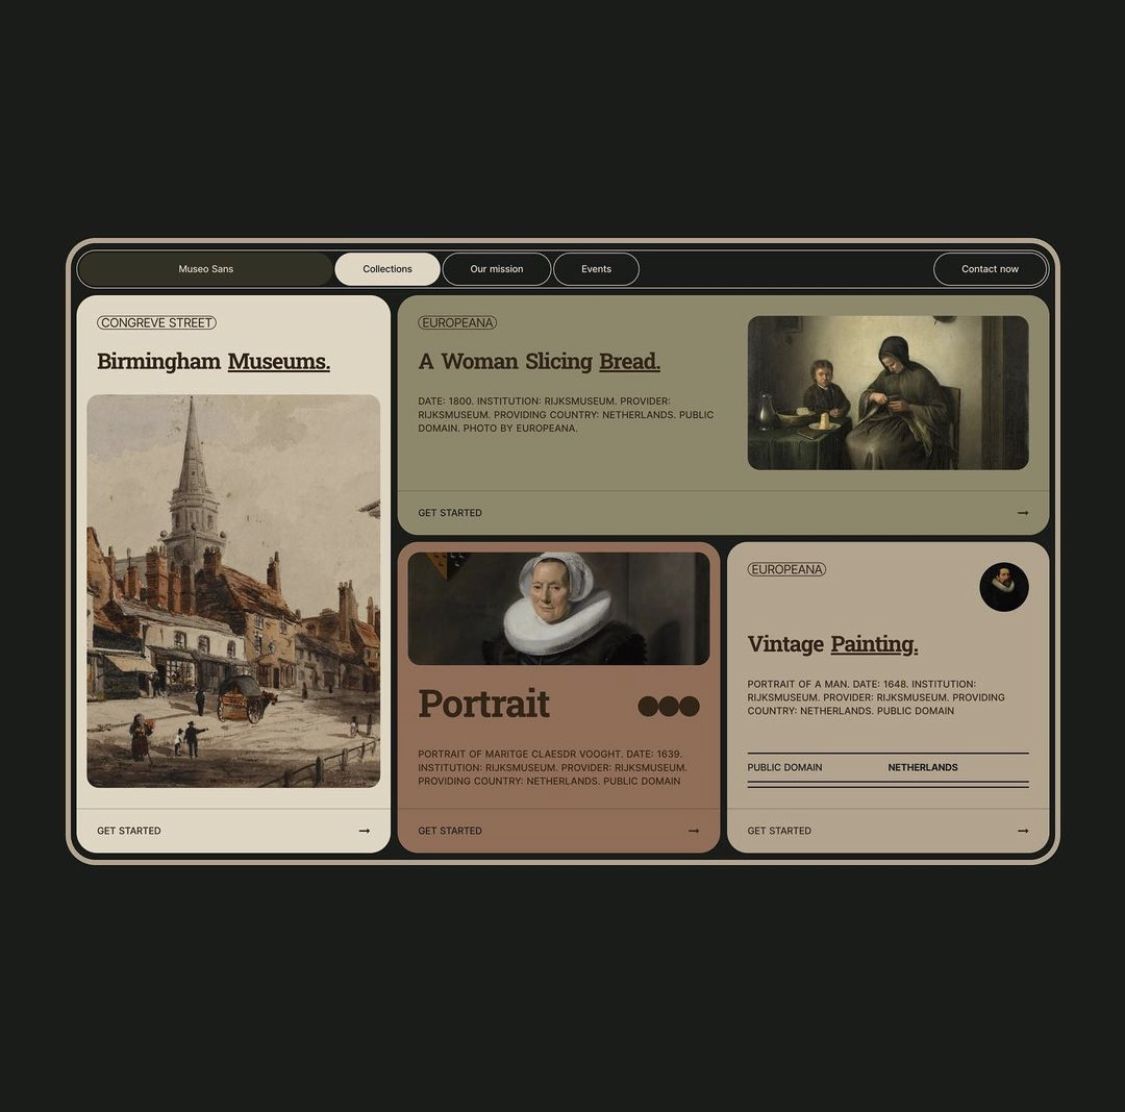 Museo Sans
Collections
Our mission
Events
Contact now
CONGREVE STREET
Birmingham Museums.
GET STARTED →
EUROPEANA
A Woman Slicing Bread.
DATE: 1800. INSTITUTION: RIJKSMUSEUM. PROVIDER:
RIJKSMUSEUM. PROVIDING COUNTRY: NETHERLANDS. PUBLIC
DOMAIN. PHOTO BY EUROPEANA.
GET STARTED →
Portrait
PORTRAIT OF MARITGE CLAESDR VOOGHT. DATE: 1639.
INSTITUTION: RIJKSMUSEUM. PROVIDER: RIJKSMUSEUM.
PROVIDING COUNTRY: NETHERLANDS. PUBLIC DOMAIN
GET STARTED →
EUROPEANA
Vintage Painting.
PORTRAIT OF A MAN. DATE: 1648. INSTITUTION:
RIJKSMUSEUM. PROVIDER: RIJKSMUSEUM. PROVIDING
COUNTRY: NETHERLANDS. PUBLIC DOMAIN
PUBLIC DOMAIN NETHERLANDS
GET STARTED →